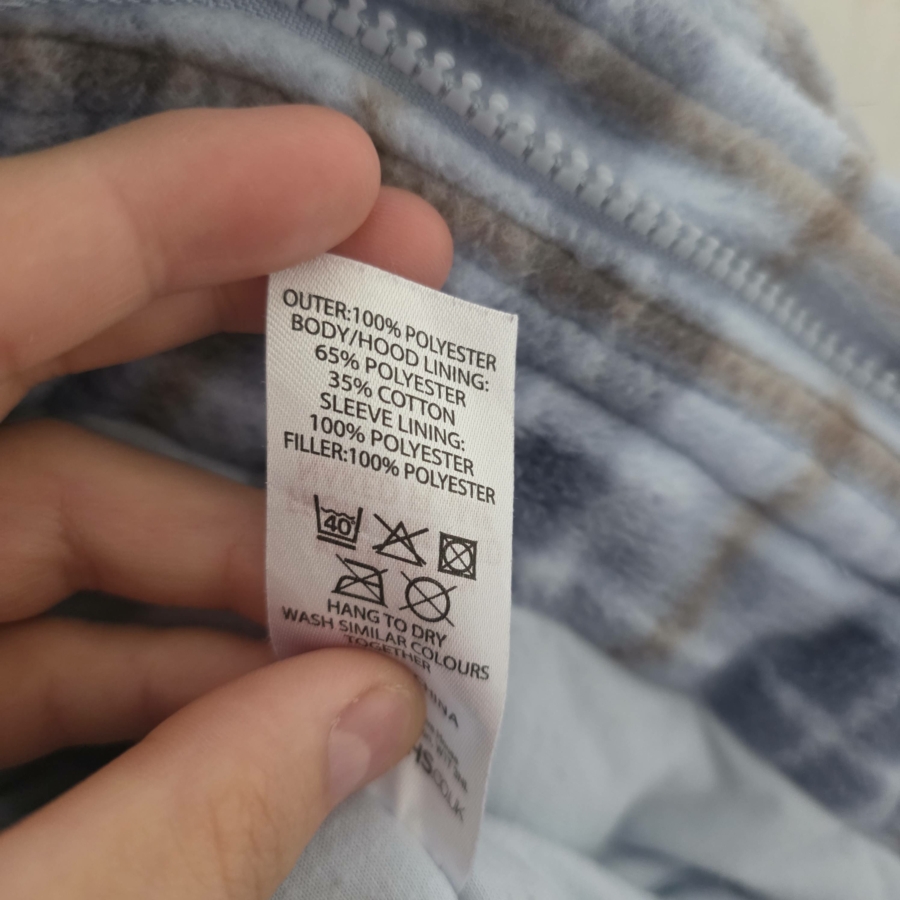 OUTER:100% POLYESTER
BODY/HOOD LINING:
65% POLYESTER
35% COTTON
SLEEVE LINING:
100% POLYESTER
FILLER:100% POLYESTER
40
HANG TO DRY
WASH SIMILAR COLOURS
TOGETHER